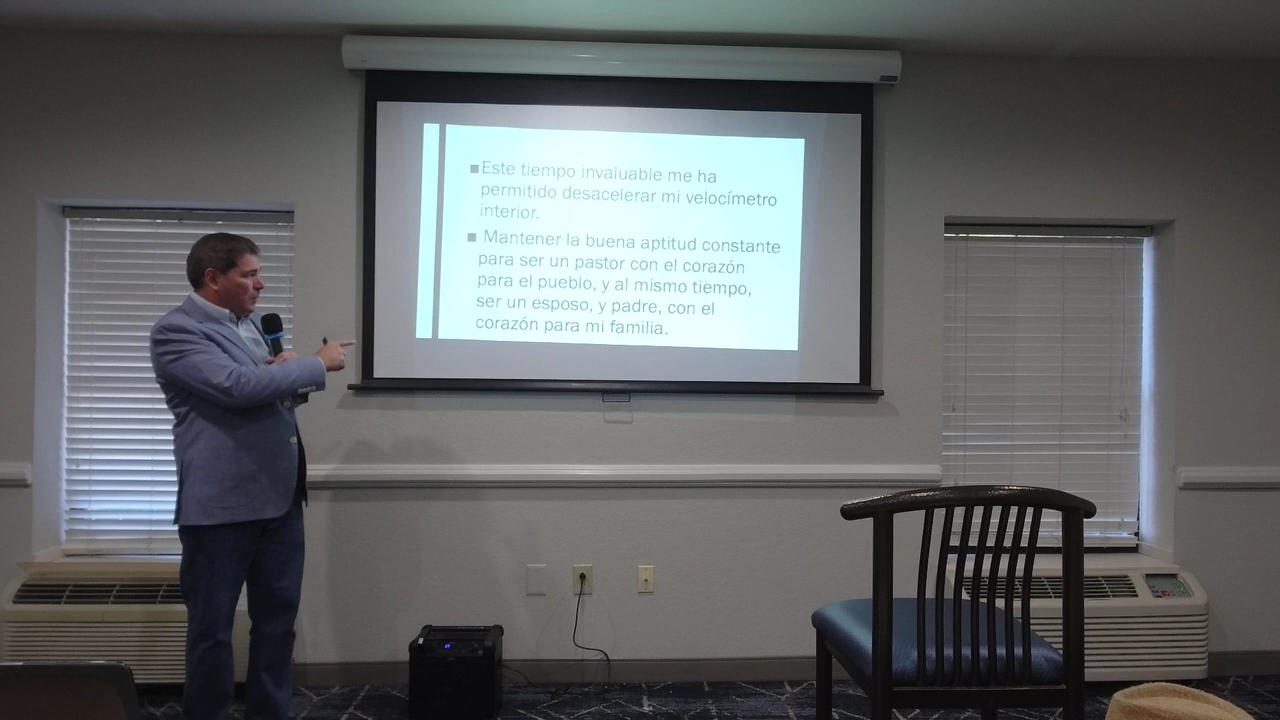 ■Este tiempo invaluable me ha
permitido desacelerar mi velocímetro
interior.
■ Mantener la buena aptitud constante
para ser un pastor con el corazón
para el pueblo, y al mismo tiempo,
ser un esposo, y padre, con el
corazón para mi familia.